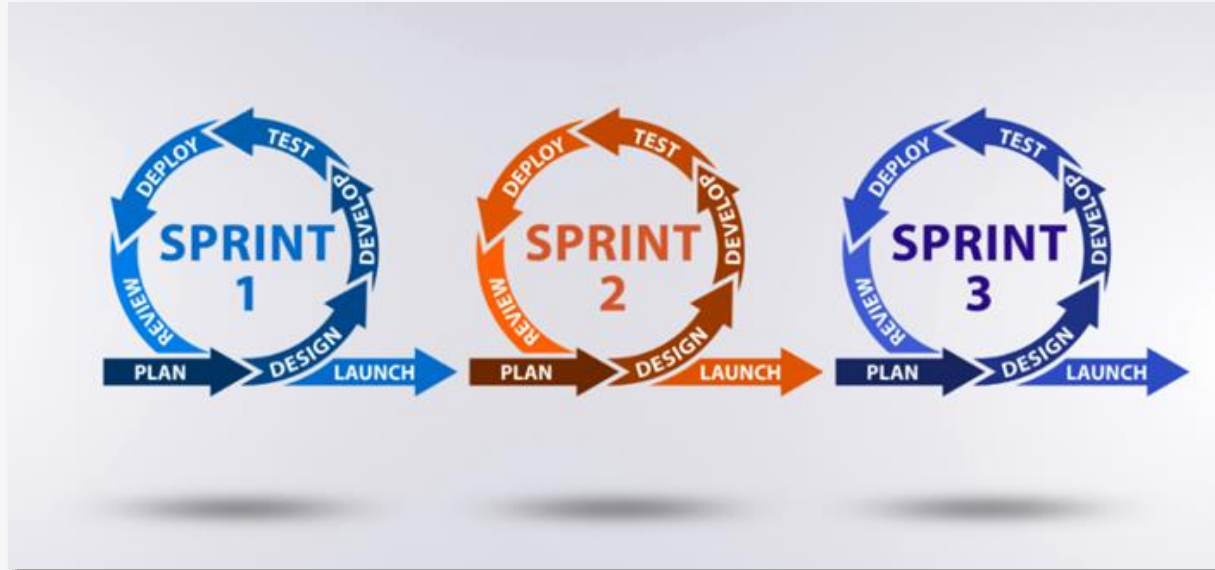 SPRINT
1
PLAN
DESIGN
DEVELOP
TEST
DEPLOY
REVIEW
LAUNCH
SPRINT
2
PLAN
DESIGN
DEVELOP
TEST
DEPLOY
REVIEW
LAUNCH
SPRINT
3
PLAN
DESIGN
DEVELOP
TEST
DEPLOY
REVIEW
LAUNCH